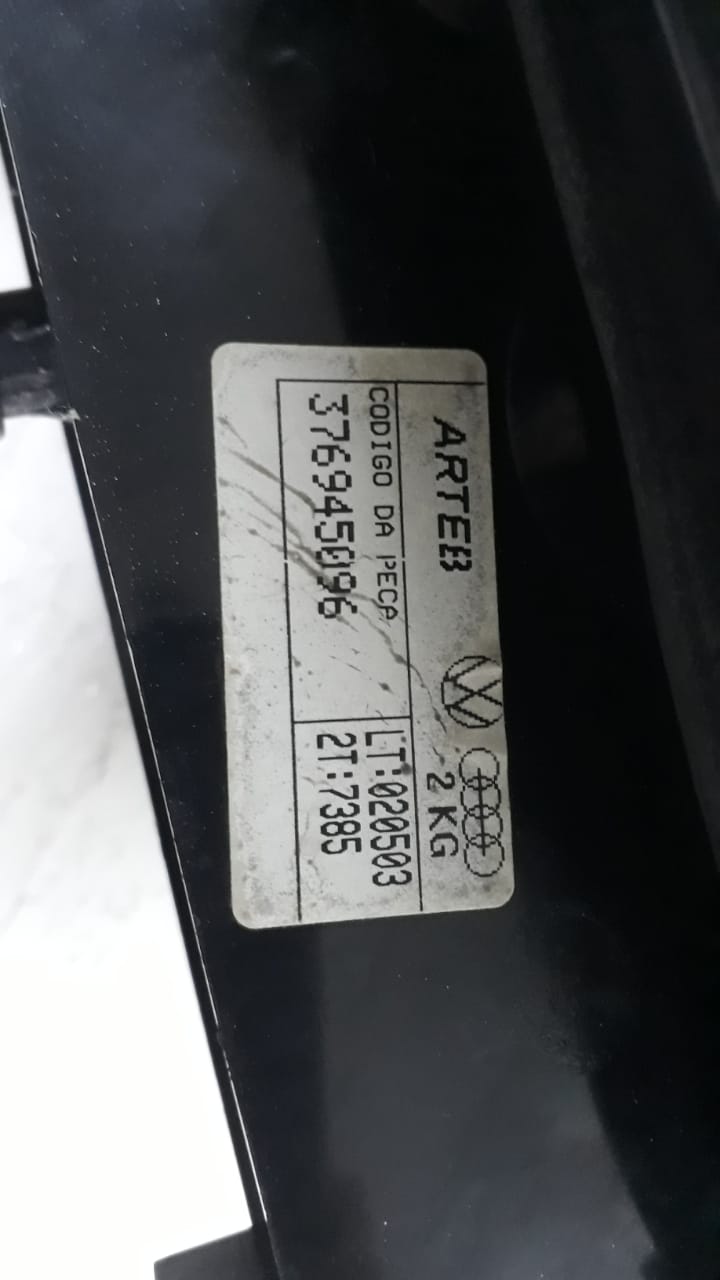 ARTEB
2 KG
CODIGO DA PECA
376945096
LT:020503
2T:7385